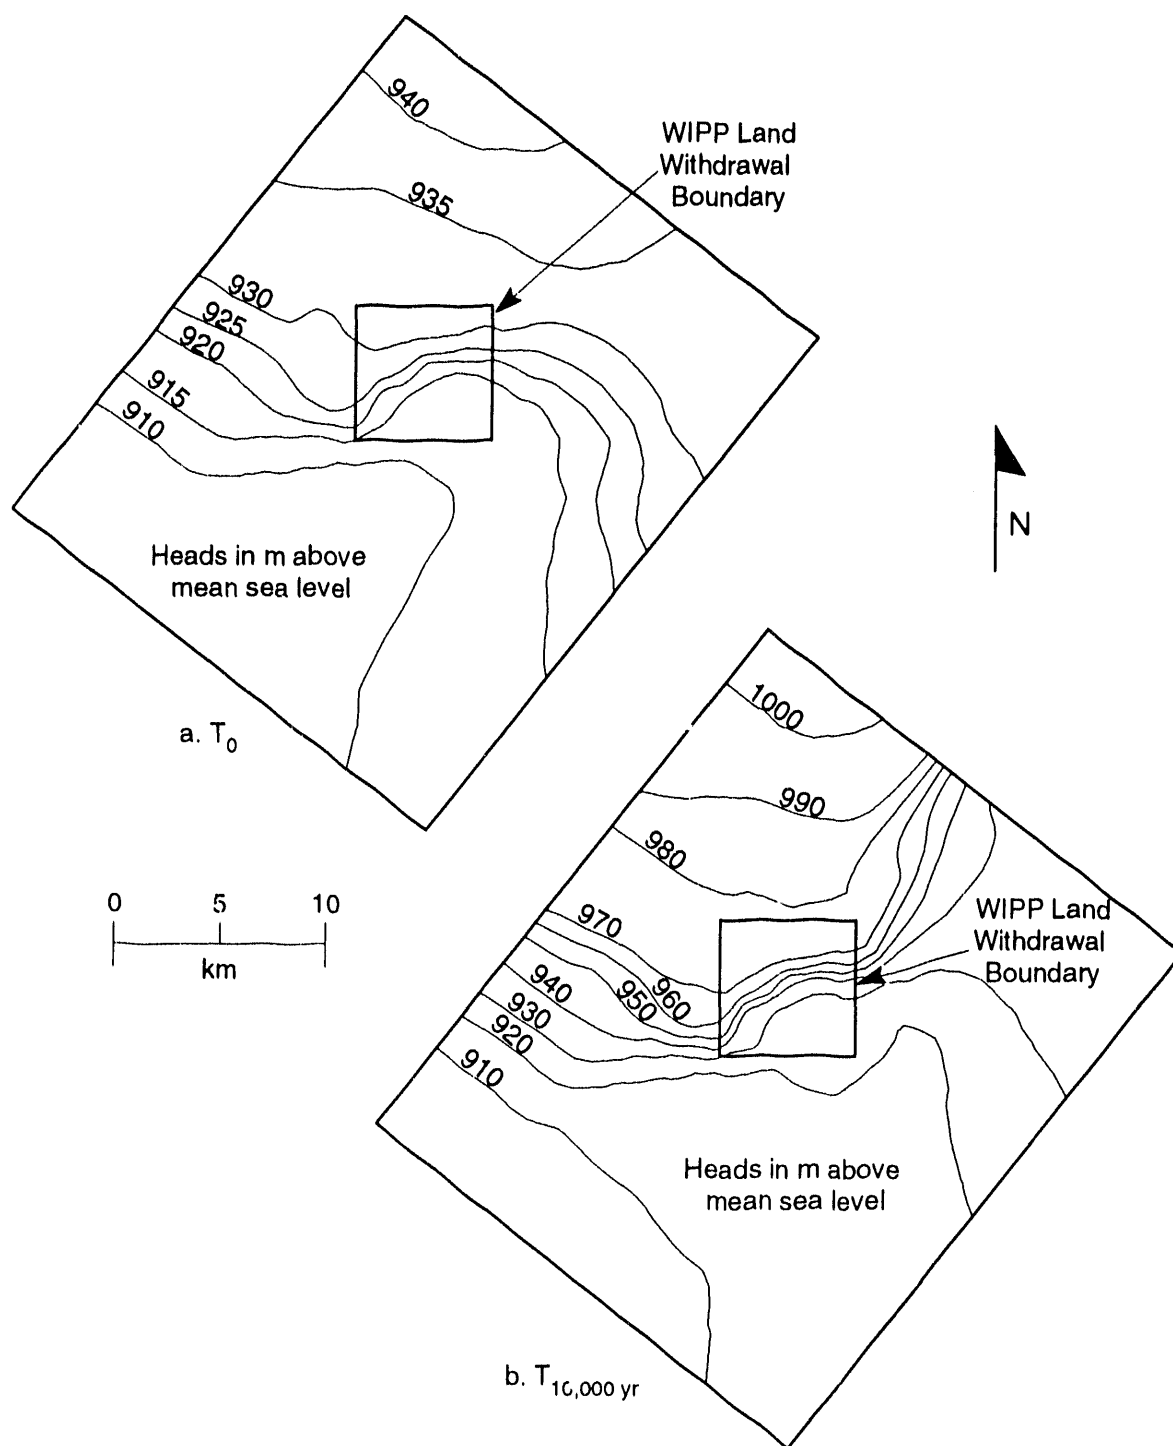 940
WIPP Land
Withdrawal
Boundary
935
930
925
920
915
910
N
Heads in m above
mean sea level
a. T0
0 5 10
km
1000
990
980
970
960
950
940
930
920
910
WIPP Land
Withdrawal
Boundary
Heads in m above
mean sea level
b. T10,000 yr